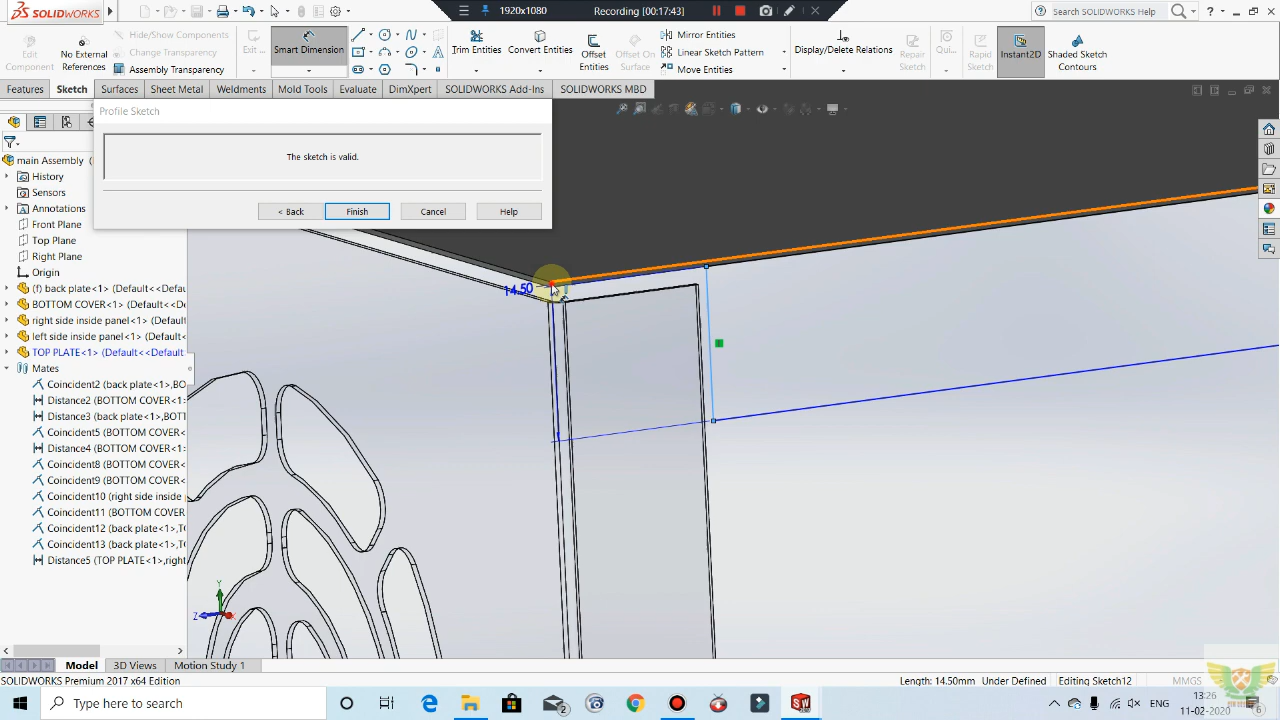 SOLIDWORKS
1920x1080
Recording [00:17:43]
Search SOLIDWORKS Help
Edit Component
No External References
Show/Hide Components
Change Transparency
Assembly Transparency
Exit ...
Smart Dimension
Trim Entities
Convert Entities
Offset Entities
Offset On Surface
Mirror Entities
Linear Sketch Pattern
Move Entities
Display/Delete Relations
Repair Sketch
Qui...
Rapid Sketch
Instant2D
Shaded Sketch Contours
Features
Sketch
Surfaces
Sheet Metal
Weldments
Mold Tools
Evaluate
DimXpert
SOLIDWORKS Add-Ins
SOLIDWORKS MBD
Profile Sketch
The sketch is valid.
< Back
Finish
Cancel
Help
main Assembly (
History
Sensors
Annotations
Front Plane
Top Plane
Right Plane
Origin
(f) back plate<1> (Default<
BOTTOM COVER<1> (Defau
right side inside panel<1> (
left side inside panel<1> (De
TOP PLATE<1> (Default<<Default
Mates
Coincident2 (back plate<1>,BO
Distance2 (BOTTOM COVER<1
Distance3 (back plate<1>,BOTT
Coincident5 (BOTTOM COVER<
Distance4 (BOTTOM COVER<1
Coincident8 (BOTTOM COVER<
Coincident9 (BOTTOM COVER<
Coincident10 (right side inside
Coincident11 (BOTTOM COVER<
Coincident12 (back plate<1>,TO
Coincident13 (back plate<1>,TO
Distance5 (TOP PLATE<1>,right
14.50
Y
Z
Model
3D Views
Motion Study 1
SOLIDWORKS Premium 2017 x64 Edition
Length: 14.50mm
Under Defined
Editing Sketch12
MMGS
Type here to search
2
ENG
13:26
11-02-2020
6